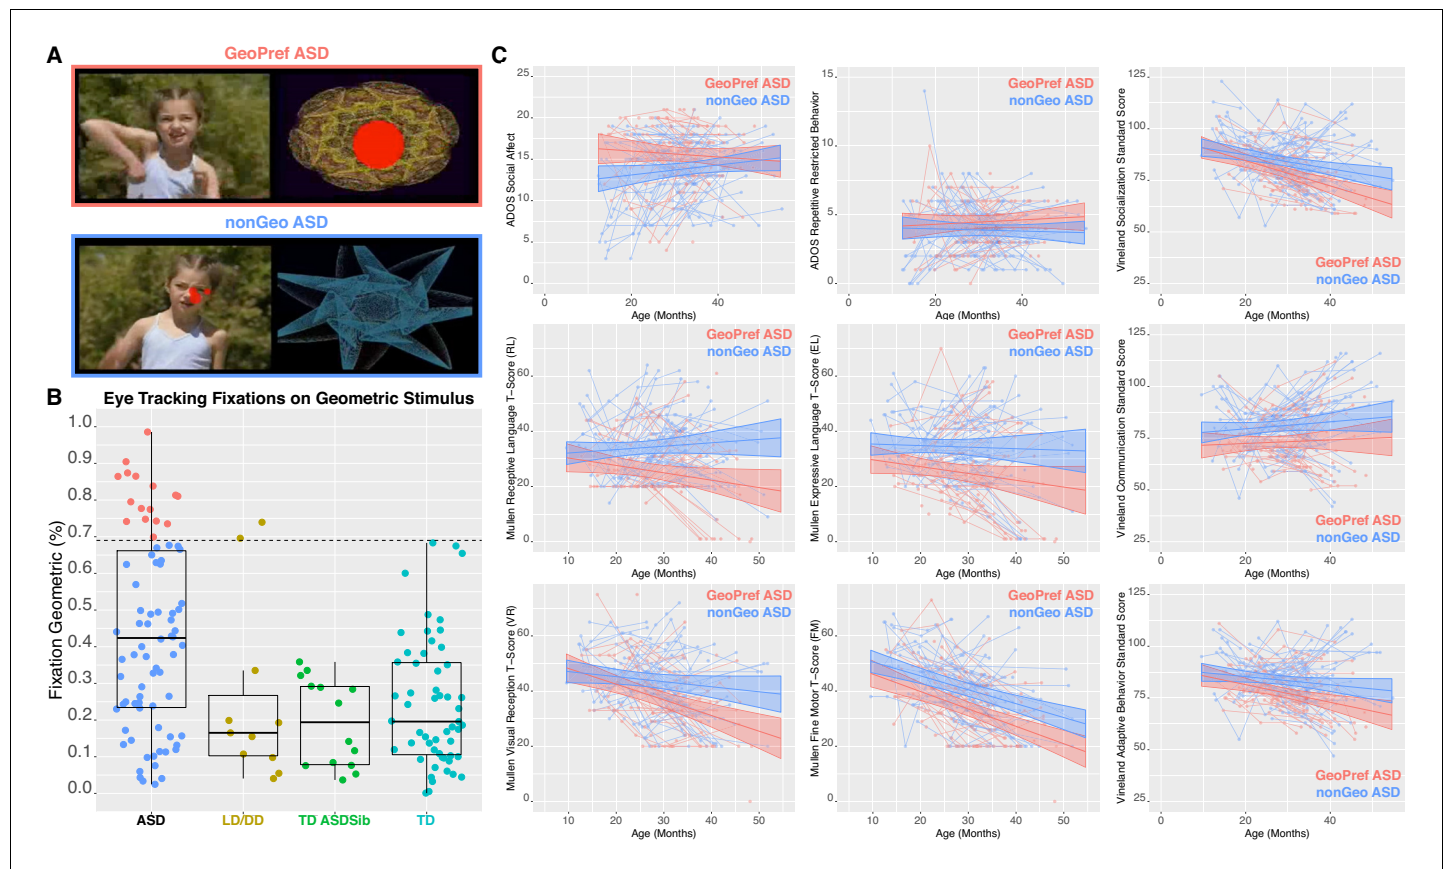 A
GeoPref ASD
nonGeo ASD
B
Eye Tracking Fixations on Geometric Stimulus
Fixation Geometric (%)
1.0
0.9
0.8
0.7
0.6
0.5
0.4
0.3
0.2
0.1
0.0
ASD
LD/DD
TD ASDSib
TD
C
ADOS Social Affect
25
20
15
10
5
0
GeoPref ASD
nonGeo ASD
0 20 40
Age (Months)
ADOS Repetitive Restricted Behavior
15
10
5
0
GeoPref ASD
nonGeo ASD
0 20 40
Age (Months)
Vineland Socialization Standard Score
125
100
75
50
25
GeoPref ASD
nonGeo ASD
0 20 40
Age (Months)
Mullen Receptive Language T−Score (RL)
60
40
20
0
GeoPref ASD
nonGeo ASD
10 20 30 40 50
Age (Months)
Mullen Expressive Language T−Score (EL)
60
40
20
0
GeoPref ASD
nonGeo ASD
10 20 30 40 50
Age (Months)
Vineland Communication Standard Score
125
100
75
50
25
GeoPref ASD
nonGeo ASD
0 20 40
Age (Months)
Mullen Visual Reception T−Score (VR)
60
40
20
0
GeoPref ASD
nonGeo ASD
10 20 30 40 50
Age (Months)
Mullen Fine Motor T−Score (FM)
60
40
20
0
GeoPref ASD
nonGeo ASD
10 20 30 40 50
Age (Months)
Vineland Adaptive Behavior Standard Score
125
100
75
50
25
GeoPref ASD
nonGeo ASD
0 20 40
Age (Months)